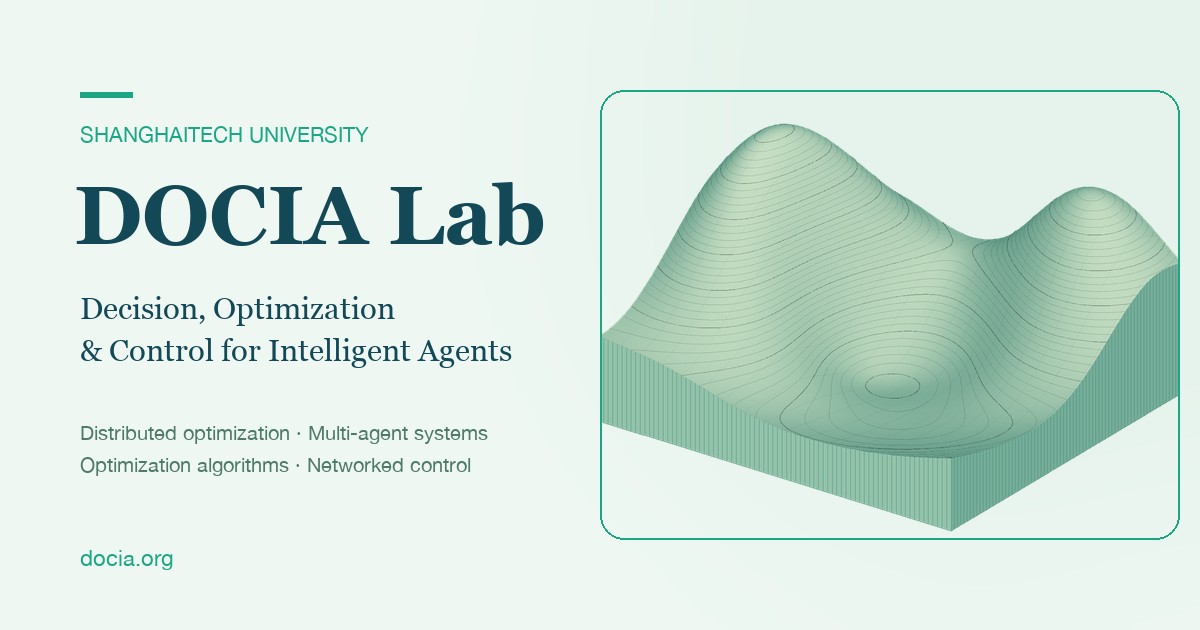 SHANGHAITECH UNIVERSITY
DOCIA Lab
Decision, Optimization
& Control for Intelligent Agents
Distributed optimization · Multi-agent systems
Optimization algorithms · Networked control
docia.org